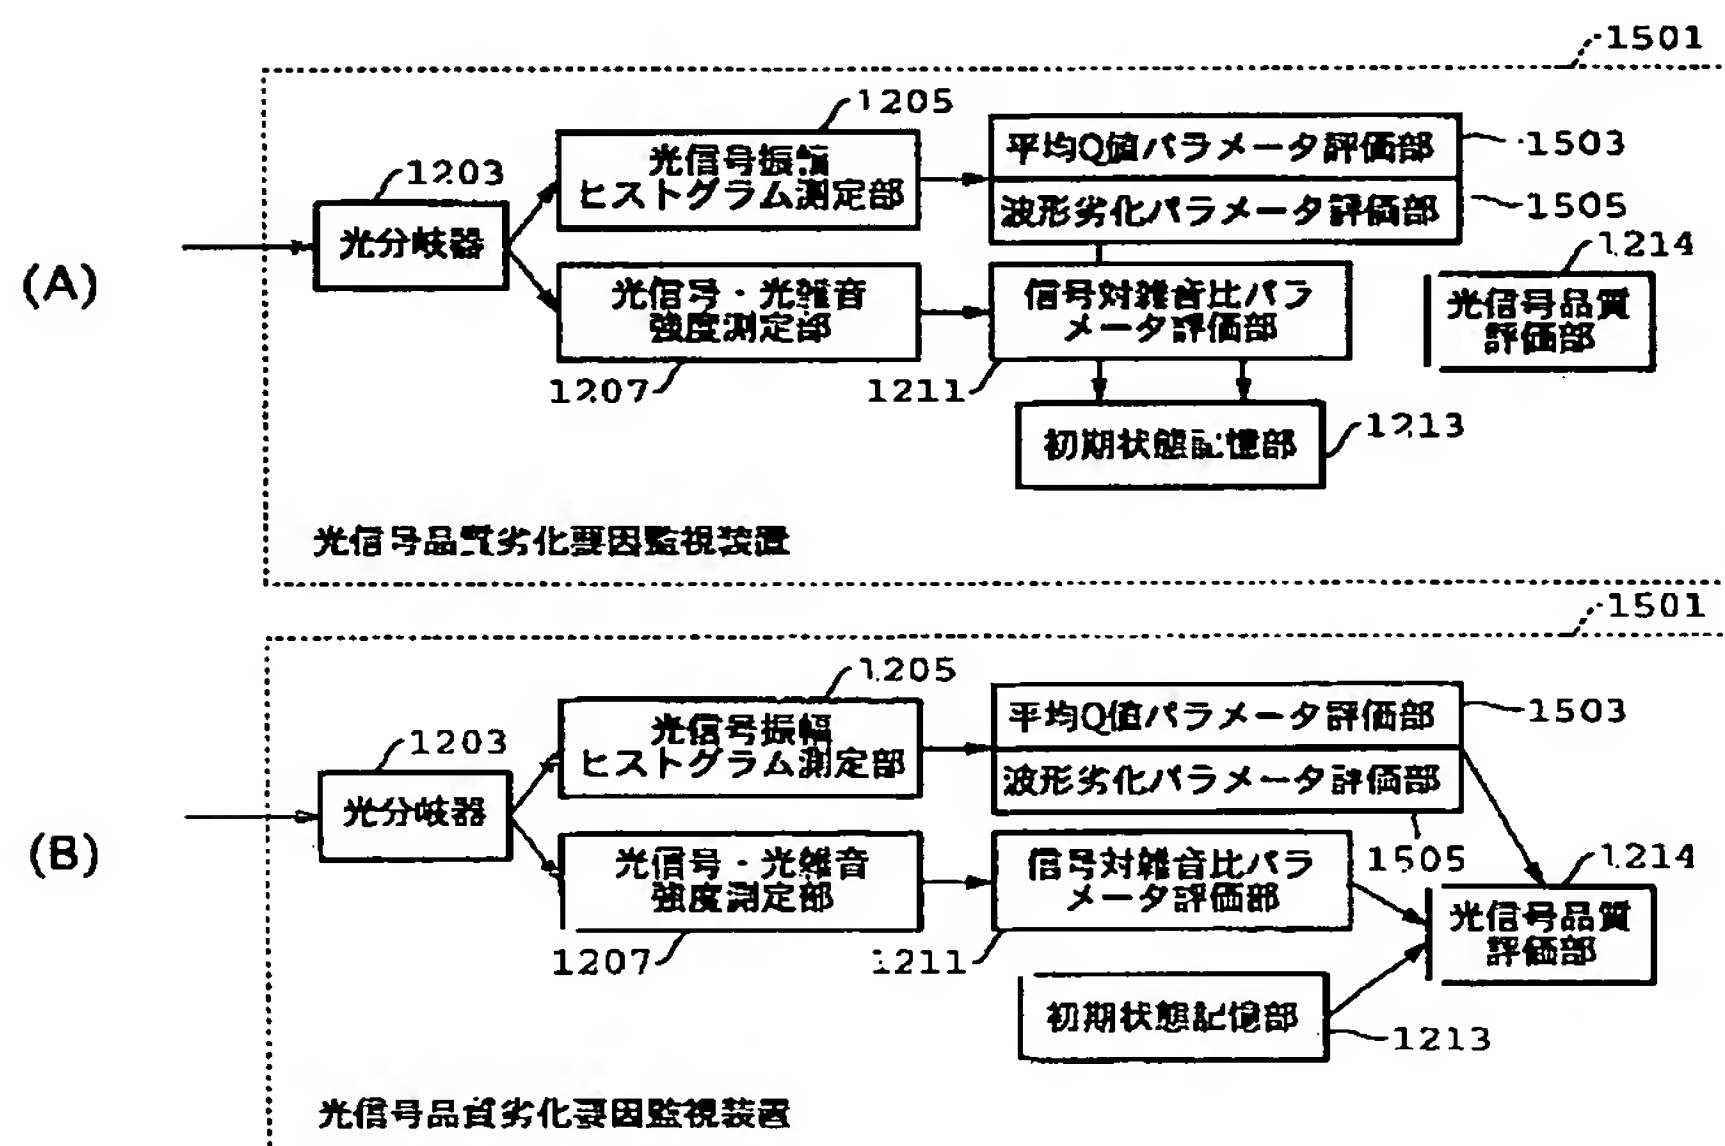 1501
1205
光信号振幅
ヒストグラム測定部
平均Q値パラメータ評価部
1503
1203
波形劣化パラメータ評価部
1505
光分岐器
1214
(A)
光信号・光雑音
強度測定部
信号対雑音比パラ
メータ評価部
光信号品質
評価部
1207
1211
初期状態記憶部
1213
光信号品質劣化要因監視装置
1501
1205
光信号振幅
ヒストグラム測定部
平均Q値パラメータ評価部
1503
1203
波形劣化パラメータ評価部
光分岐器
1505
1214
(B)
光信号・光雑音
強度測定部
信号対雑音比パラ
メータ評価部
光信号品質
評価部
1207
1211
初期状態記憶部
1213
光信号品質劣化要因監視装置